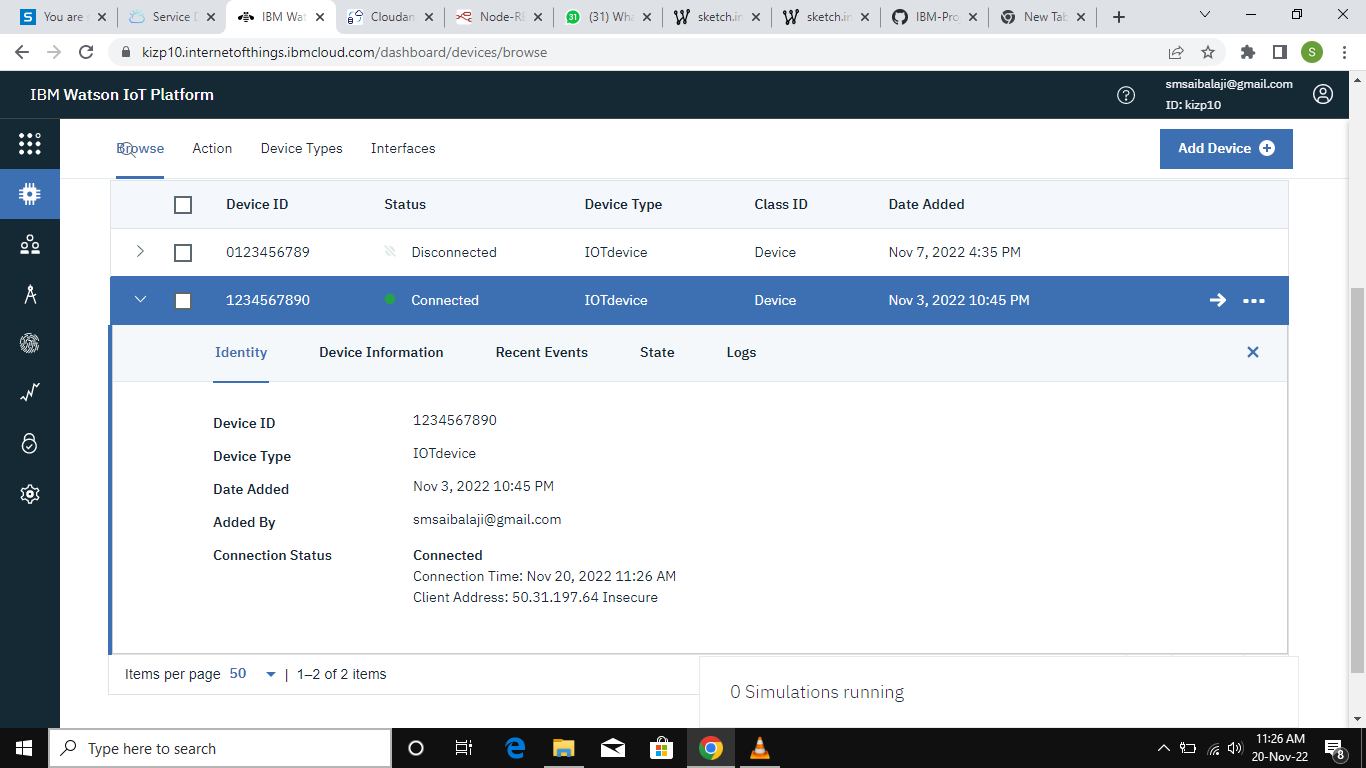 You are
Service D
IBM Wat
Cloudan
Node-RE
31
(31) Wha
sketch.in
sketch.in
IBM-Pro
New Tab
kizp10.internetofthings.ibmcloud.com/dashboard/devices/browse
S
IBM Watson IoT Platform
smsaibalaji@gmail.com
ID: kizp10
Browse
Action
Device Types
Interfaces
Add Device
Device ID Status Device Type Class ID Date Added
0123456789 Disconnected IOTdevice Device Nov 7, 2022 4:35 PM
1234567890 Connected IOTdevice Device Nov 3, 2022 10:45 PM
Identity Device Information Recent Events State Logs
Device ID 1234567890
Device Type IOTdevice
Date Added Nov 3, 2022 10:45 PM
Added By smsaibalaji@gmail.com
Connection Status Connected
Connection Time: Nov 20, 2022 11:26 AM
Client Address: 50.31.197.64 Insecure
Items per page 50 | 1–2 of 2 items
0 Simulations running
Type here to search
11:26 AM
20-Nov-22
8